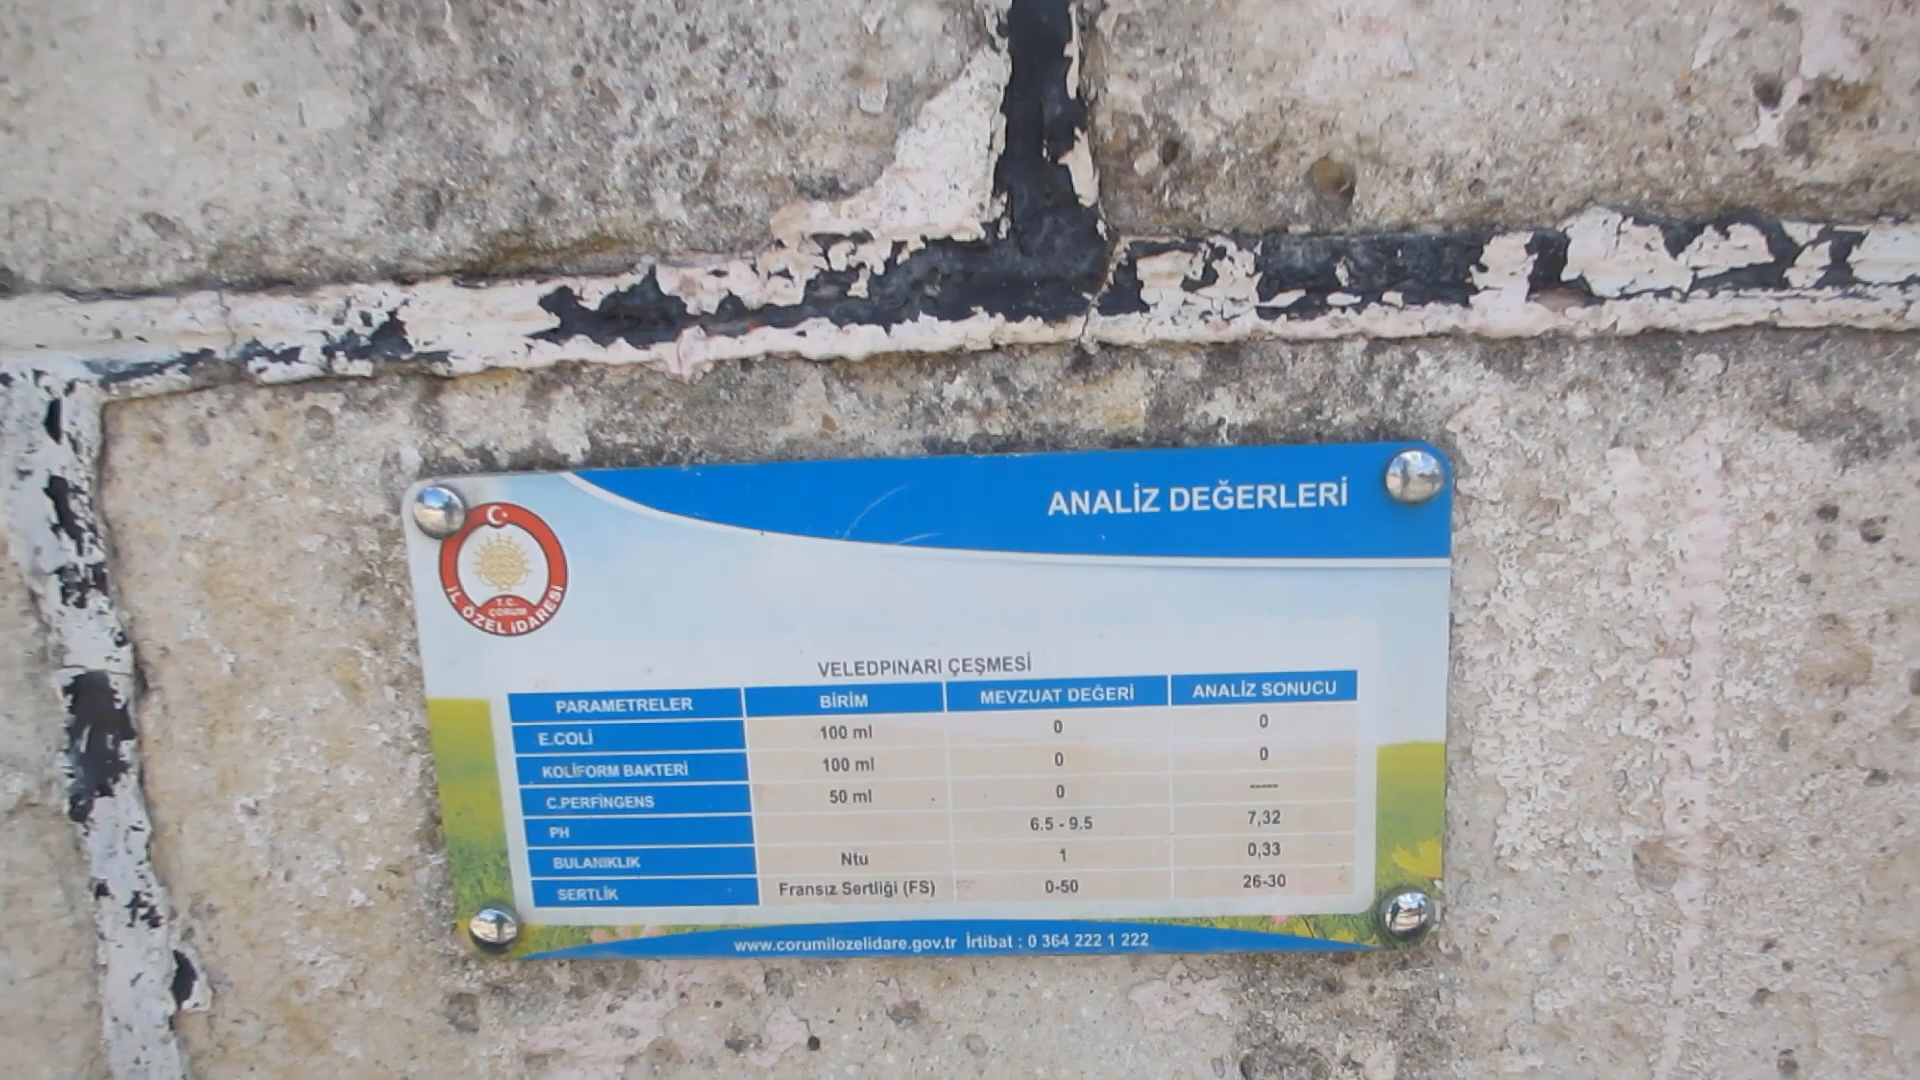 ANALİZ DEĞERLERİ
T.C.
ÇORUM
İL ÖZEL İDARESİ
VELEDPINARI ÇEŞMESİ
PARAMETRELER BİRİM MEVZUAT DEĞERİ ANALİZ SONUCU
E.COLİ 100 ml 0 0
KOLİFORM BAKTERİ 100 ml 0 0
C.PERFİNGENS 50 ml 0 -----
PH 6.5 - 9.5 7,32
BULANIKLIK Ntu 1 0,33
SERTLİK Fransız Sertliği (FS) 0-50 26-30
www.corumilozelidare.gov.tr İrtibat : 0 364 222 1 222